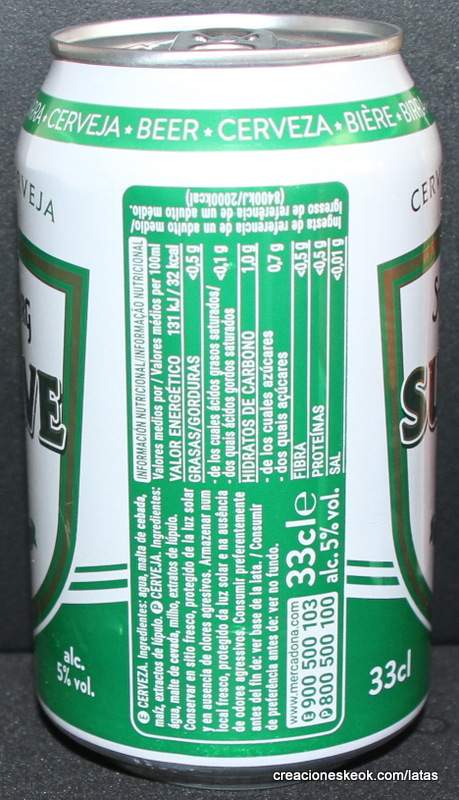 BIRRA★CERVEJA★BEER★CERVEZA★BIÈRE★BIRRA
CERVEJA
CERV
VE
SU
INFORMACIÓN NUTRICIONAL/INFORMAÇÃO NUTRICIONAL
Valores medios por / Valores médios por 100ml
VALOR ENERGÉTICO 131 kJ / 32 kcal
GRASAS/GORDURAS <0,5 g
- de los cuales ácidos grasos saturados/
- dos quais ácidos gordos saturados <0,1 g
HIDRATOS DE CARBONO 1,0 g
- de los cuales azúcares
- dos quais açúcares 0,7 g
FIBRA <0,5 g
PROTEÍNAS <0,5 g
SAL <0,01 g
Ingesta de referencia de un adulto medio/
Igresso de referência de um adulto médio.
(8400kJ/2000kcal)
E CERVEZA. Ingredientes: agua, malta de cebada,
maíz, extractos de lúpulo. P CERVEJA. Ingredientes:
água, malte de cevada, milho, extratos de lúpulo.
Conservar en sitio fresco, protegido de la luz solar
y en ausencia de olores agresivos. Armazenar num
local fresco, protegido da luz solar e na ausência
de odores agressivos. Consumir preferentemente
antes del fin de: ver base de la lata. / Consumir
de preferência antes de: ver no fundo.
www.mercadona.com
E 900 500 103
P 800 500 100
33cl e
alc. 5% vol.
alc.
5% vol.
33cl
creacioneskeok.com/latas